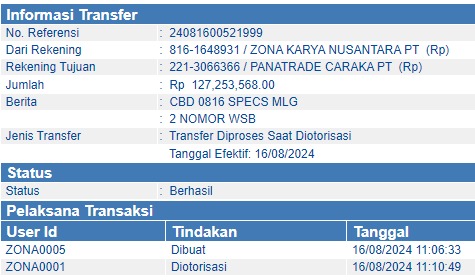 Informasi Transfer
No. Referensi : 24081600521999
Dari Rekening : 816-1648931 / ZONA KARYA NUSANTARA PT (Rp)
Rekening Tujuan : 221-3066366 / PANATRADE CARAKA PT (Rp)
Jumlah : Rp 127,253,568.00
Berita : CBD 0816 SPECS MLG
: 2 NOMOR WSB
Jenis Transfer : Transfer Diproses Saat Diotorisasi
Tanggal Efektif: 16/08/2024
Status
Status : Berhasil
Pelaksana Transaksi
User Id Tindakan Tanggal
ZONA0005 Dibuat 16/08/2024 11:06:33
ZONA0001 Diotorisasi 16/08/2024 11:10:49